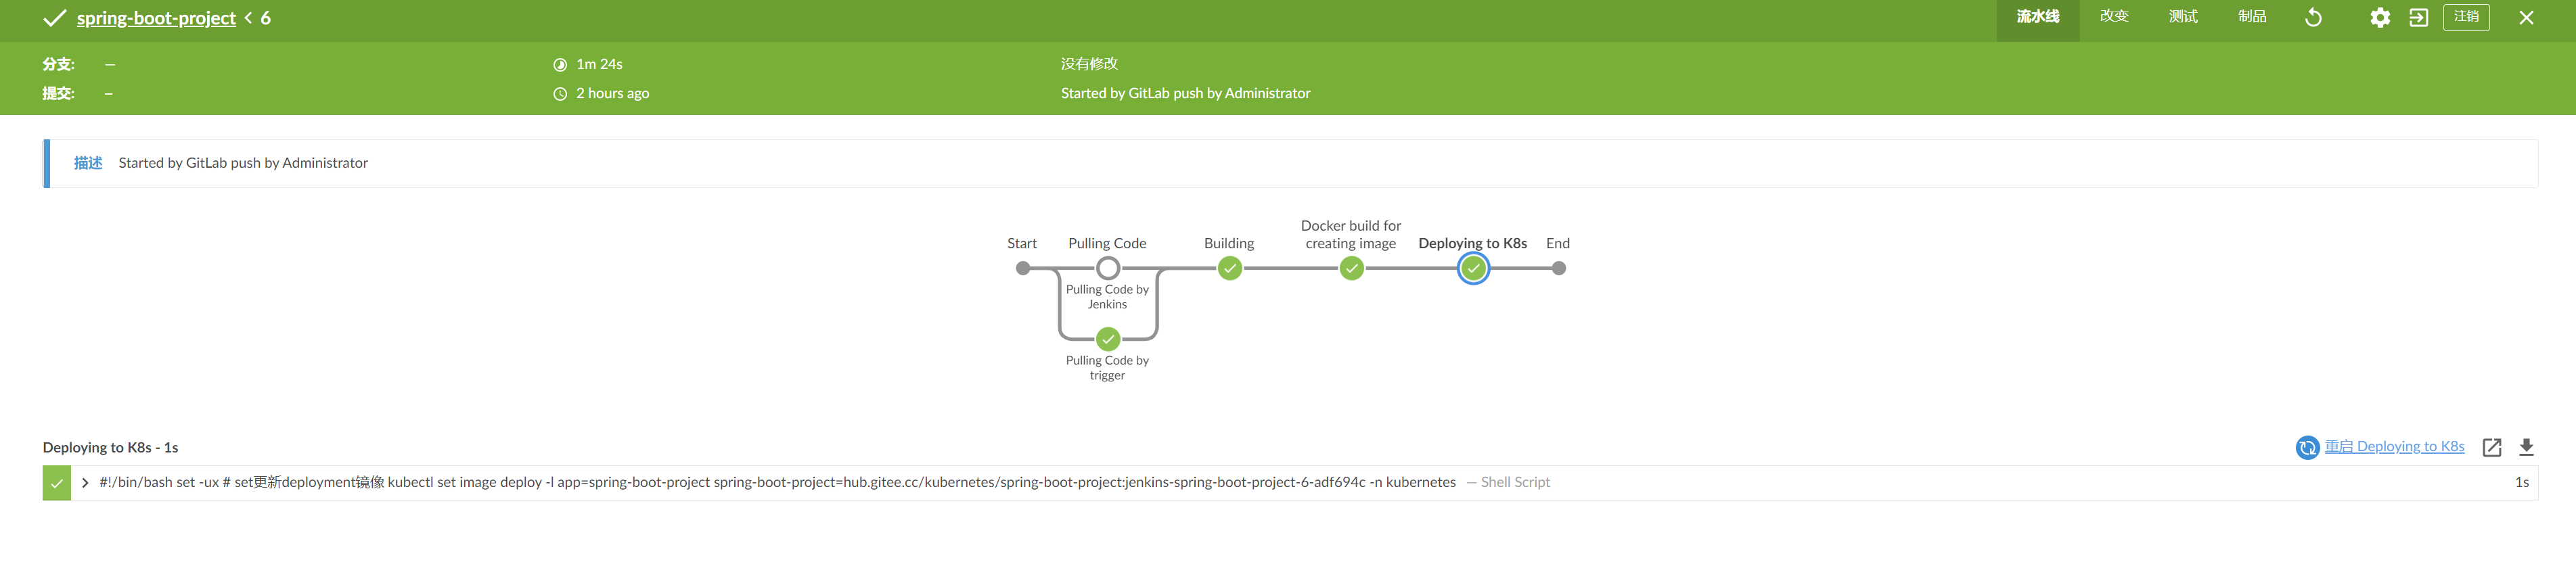 spring-boot-project < 6
流水线 改变 测试 制品 注销
分支: — 1m 24s 没有修改
提交: – 2 hours ago Started by GitLab push by Administrator
描述 Started by GitLab push by Administrator
Start Pulling Code Building Docker build for creating image Deploying to K8s End
Pulling Code by Jenkins
Pulling Code by trigger
Deploying to K8s - 1s 重启 Deploying to K8s
#!/bin/bash set -ux # set更新deployment镜像 kubectl set image deploy -l app=spring-boot-project spring-boot-project=hub.gitee.cc/kubernetes/spring-boot-project:jenkins-spring-boot-project-6-adf694c -n kubernetes — Shell Script 1s